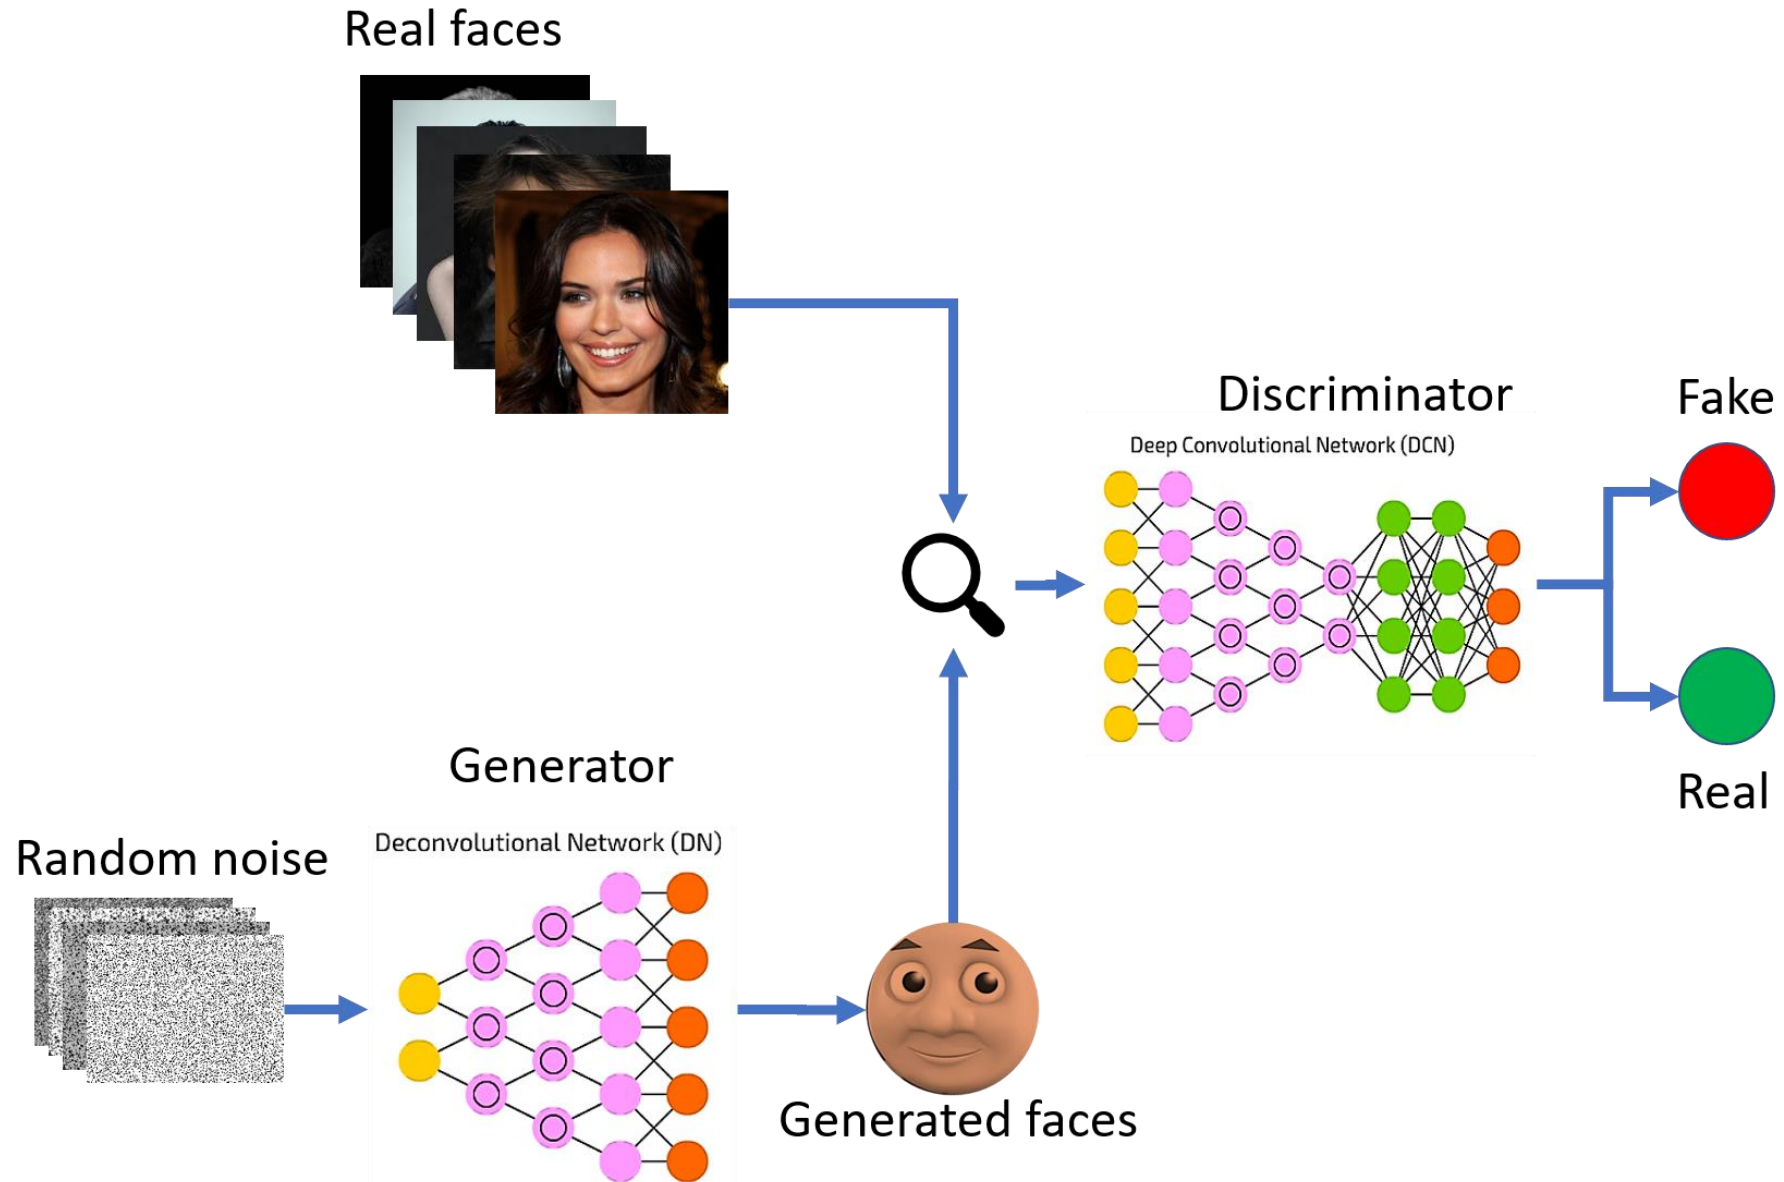 Real faces
Discriminator
Deep Convolutional Network (DCN)
Fake
Real
Generator
Deconvolutional Network (DN)
Random noise
Generated faces